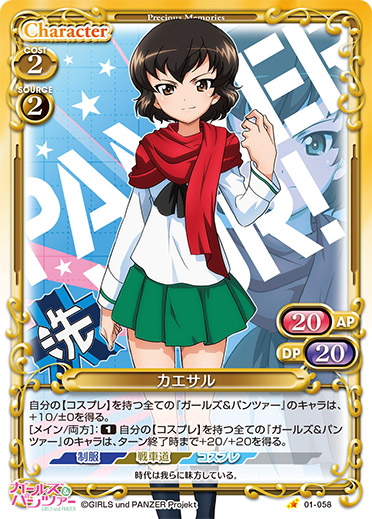 Precious Memories
Character
COST
2
SOURCE
2
PANZER
VOR!
洗
20 AP
DP 20
カエサル
自分の【コスプレ】を持つ全ての『ガールズ&パンツァー』のキャラは、
+10/±0を得る。
[メイン/両方]:1自分の【コスプレ】を持つ全ての『ガールズ&パンツ
ァー』のキャラは、ターン終了時まで+20/+20を得る。
制服 戦車道 コスプレ
時代は我らに味方している。
ガールズ&
パンツァー
GIRLS und PANZER
©GIRLS und PANZER Projekt
01-058